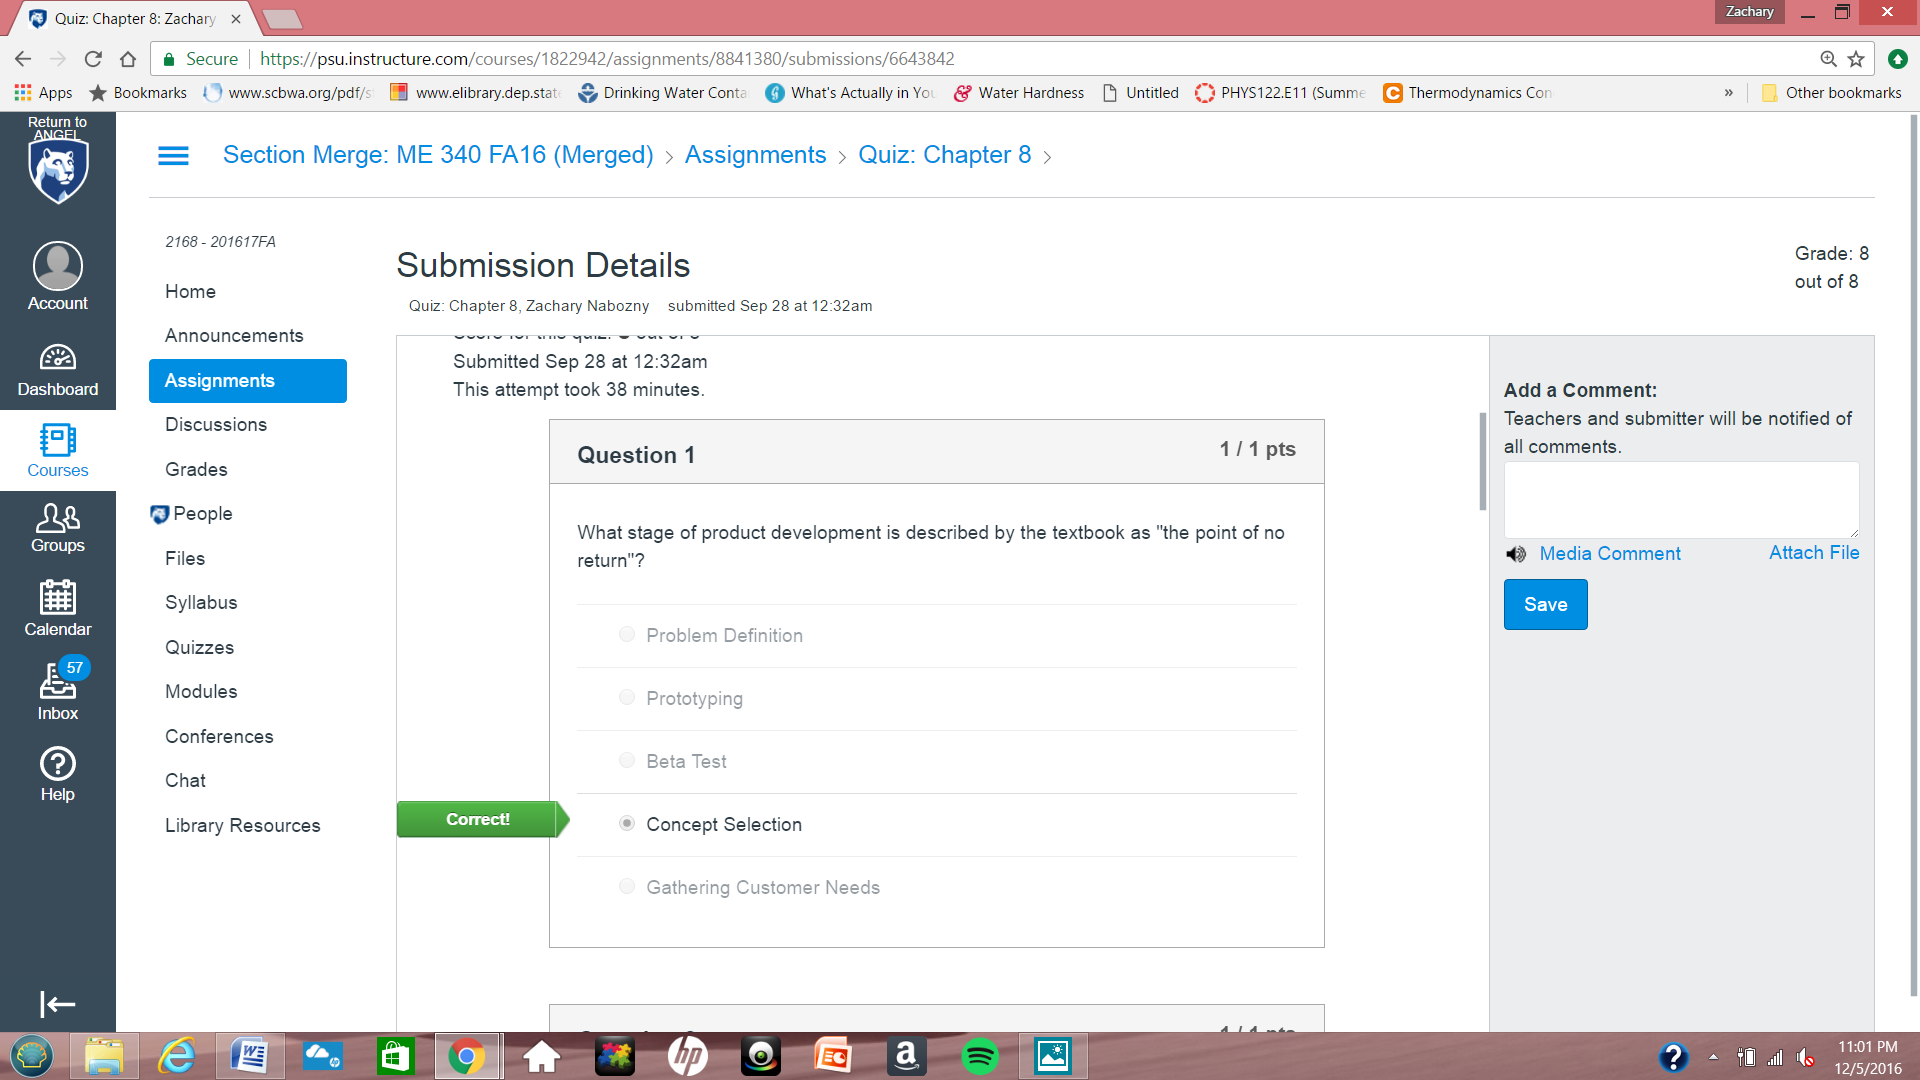 Quiz: Chapter 8: Zachary
Zachary
Secure https://psu.instructure.com/courses/1822942/assignments/8841380/submissions/6643842
Apps Bookmarks www.scbwa.org/pdf/s www.elibrary.dep.stat Drinking Water Conta What's Actually in You Water Hardness Untitled PHYS122.E11 (Summe Thermodynamics Con » Other bookmarks
Return to
ANGEL
Section Merge: ME 340 FA16 (Merged) > Assignments > Quiz: Chapter 8 >
Account
Dashboard
Courses
Groups
Calendar
57
Inbox
Help
2168 - 201617FA
Home
Announcements
Assignments
Discussions
Grades
People
Files
Syllabus
Quizzes
Modules
Conferences
Chat
Library Resources
Submission Details
Quiz: Chapter 8, Zachary Nabozny submitted Sep 28 at 12:32am
Grade: 8
out of 8
Submitted Sep 28 at 12:32am
This attempt took 38 minutes.
Question 1
1 / 1 pts
What stage of product development is described by the textbook as "the point of no
return"?
Problem Definition
Prototyping
Beta Test
Correct!
Concept Selection
Gathering Customer Needs
1 / 1 pts
Add a Comment:
Teachers and submitter will be notified of
all comments.
Media Comment Attach File
Save
11:01 PM
12/5/2016